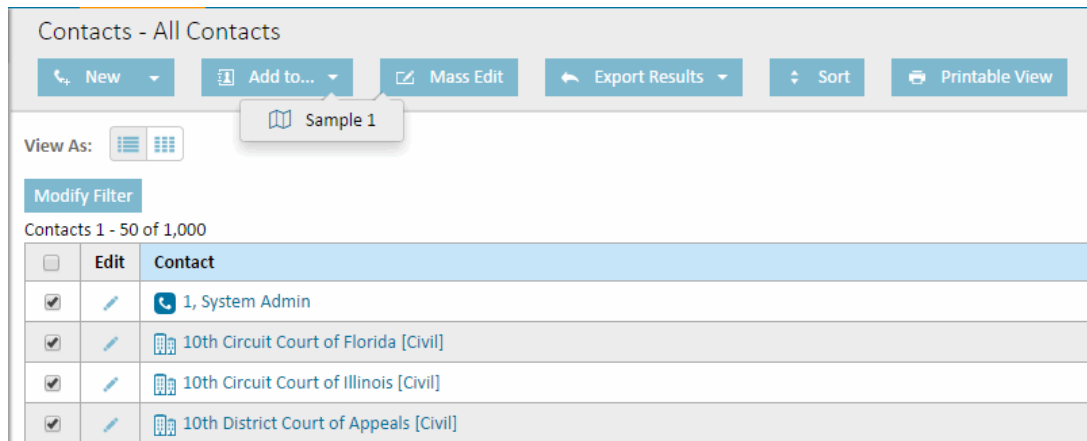 Contacts - All Contacts
New Add to... Mass Edit Export Results Sort Printable View
Sample 1
View As:
Modify Filter
Contacts 1 - 50 of 1,000
Edit Contact
1, System Admin
10th Circuit Court of Florida [Civil]
10th Circuit Court of Illinois [Civil]
10th District Court of Appeals [Civil]